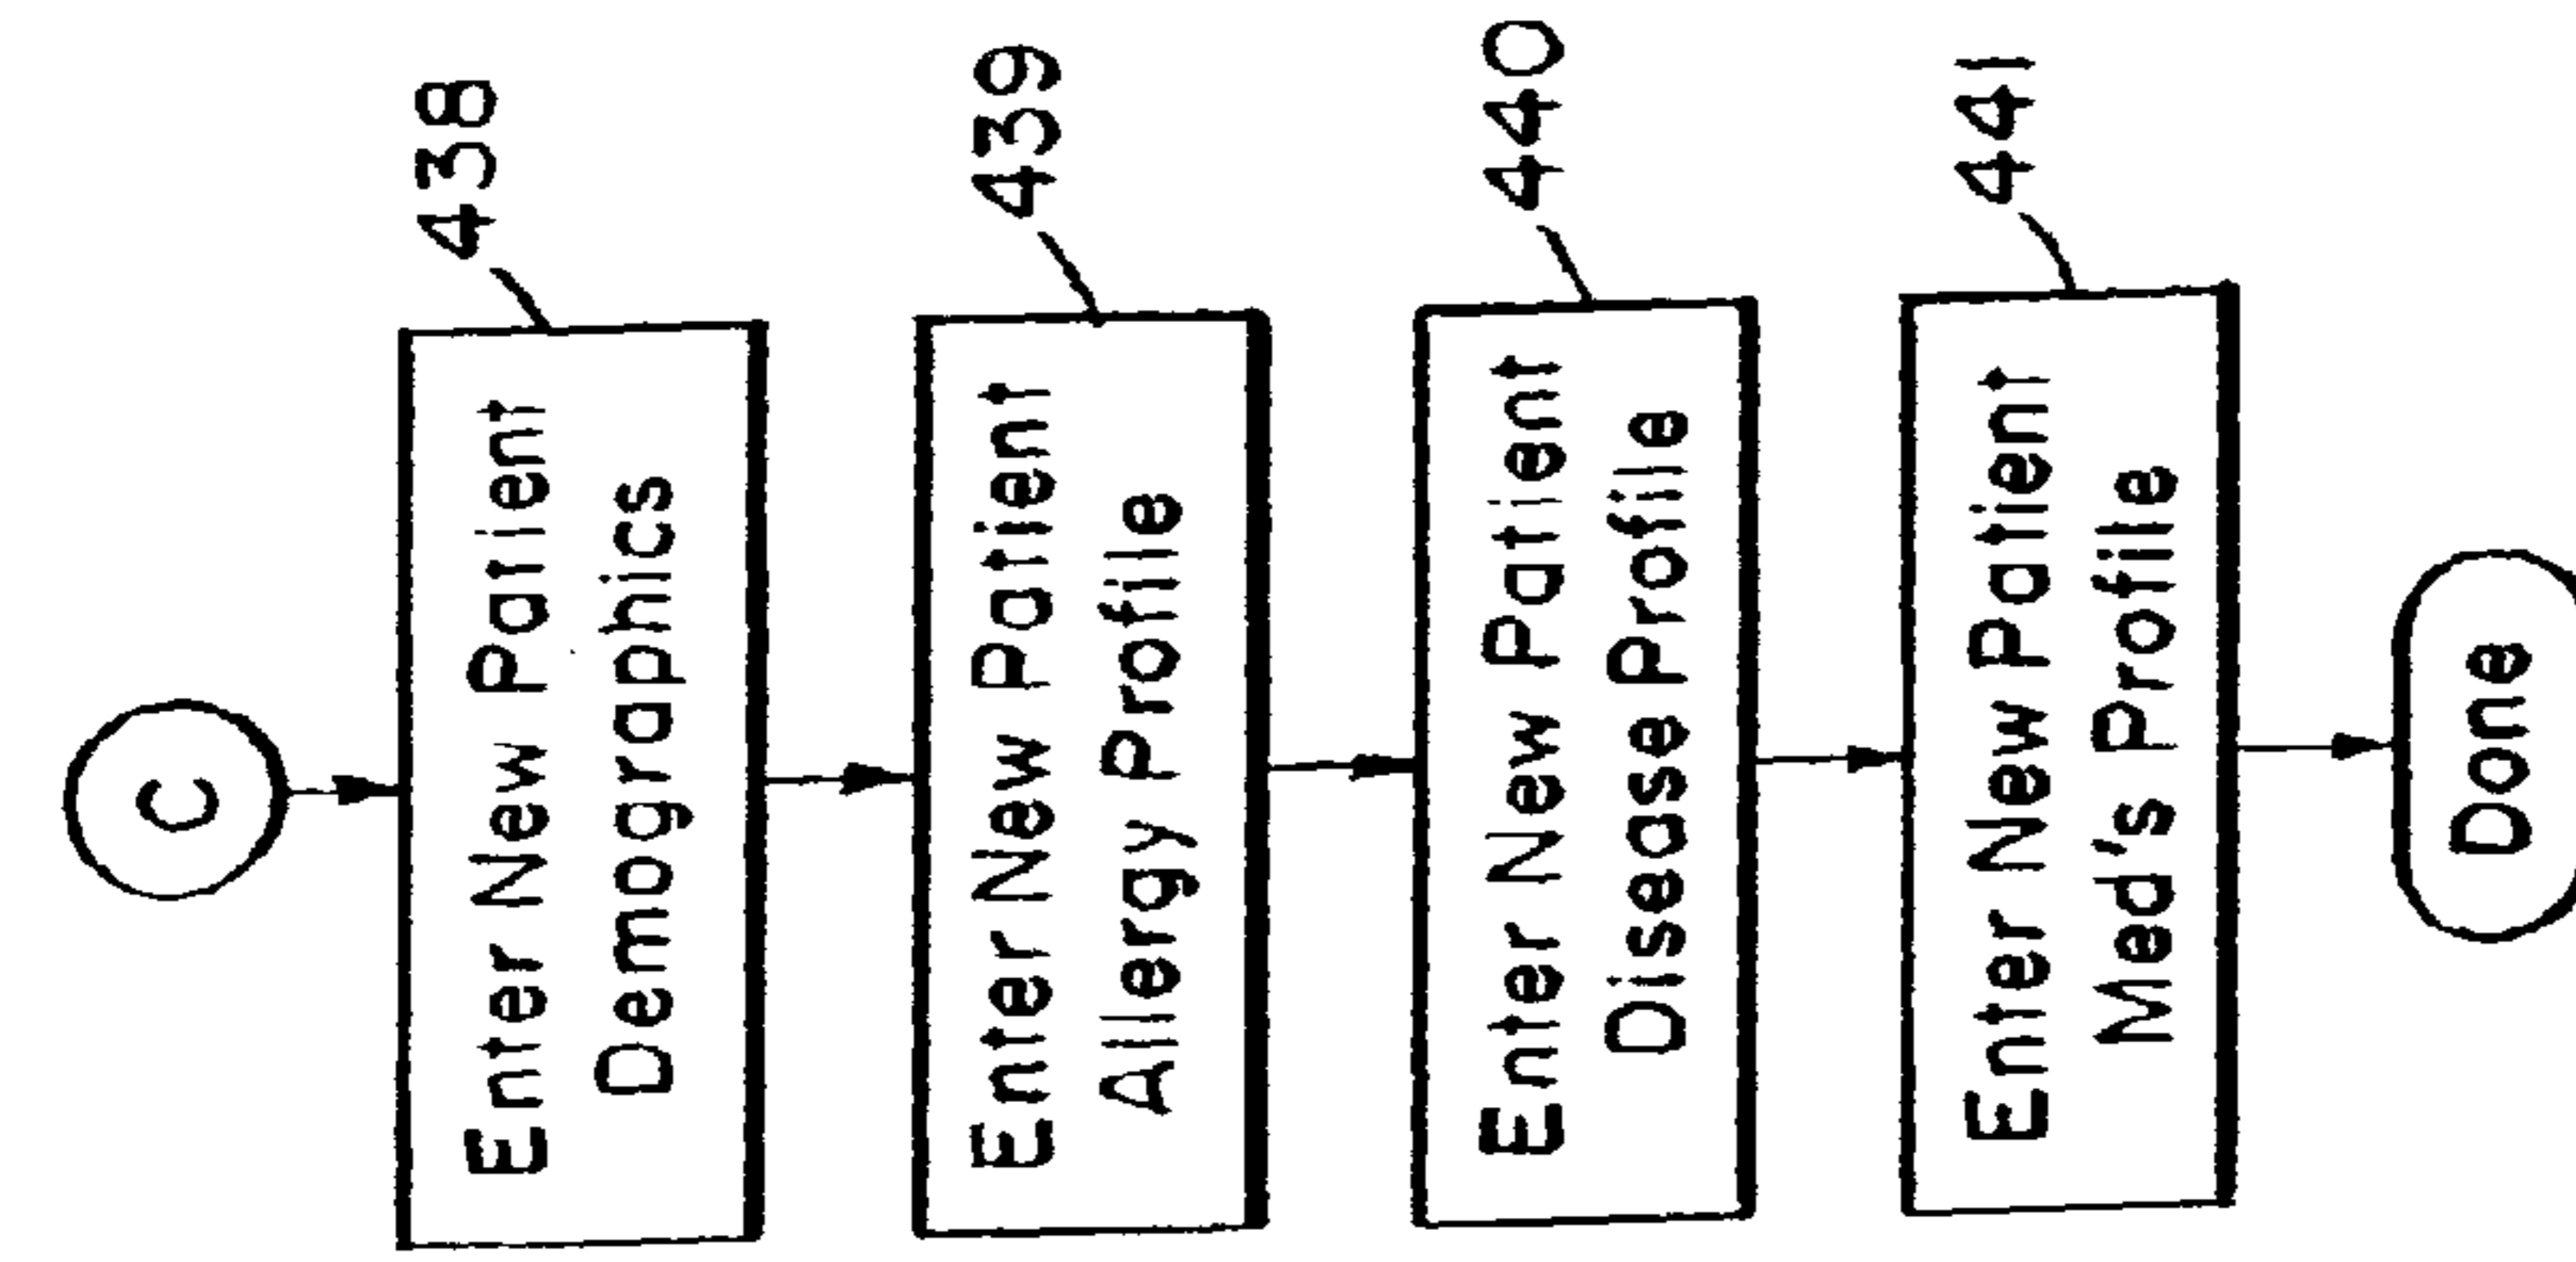 C
438
Enter New Patient
Demographics
439
Enter New Patient
Allergy Profile
440
Enter New Patient
Disease Profile
441
Enter New Patient
Med's Profile
Done